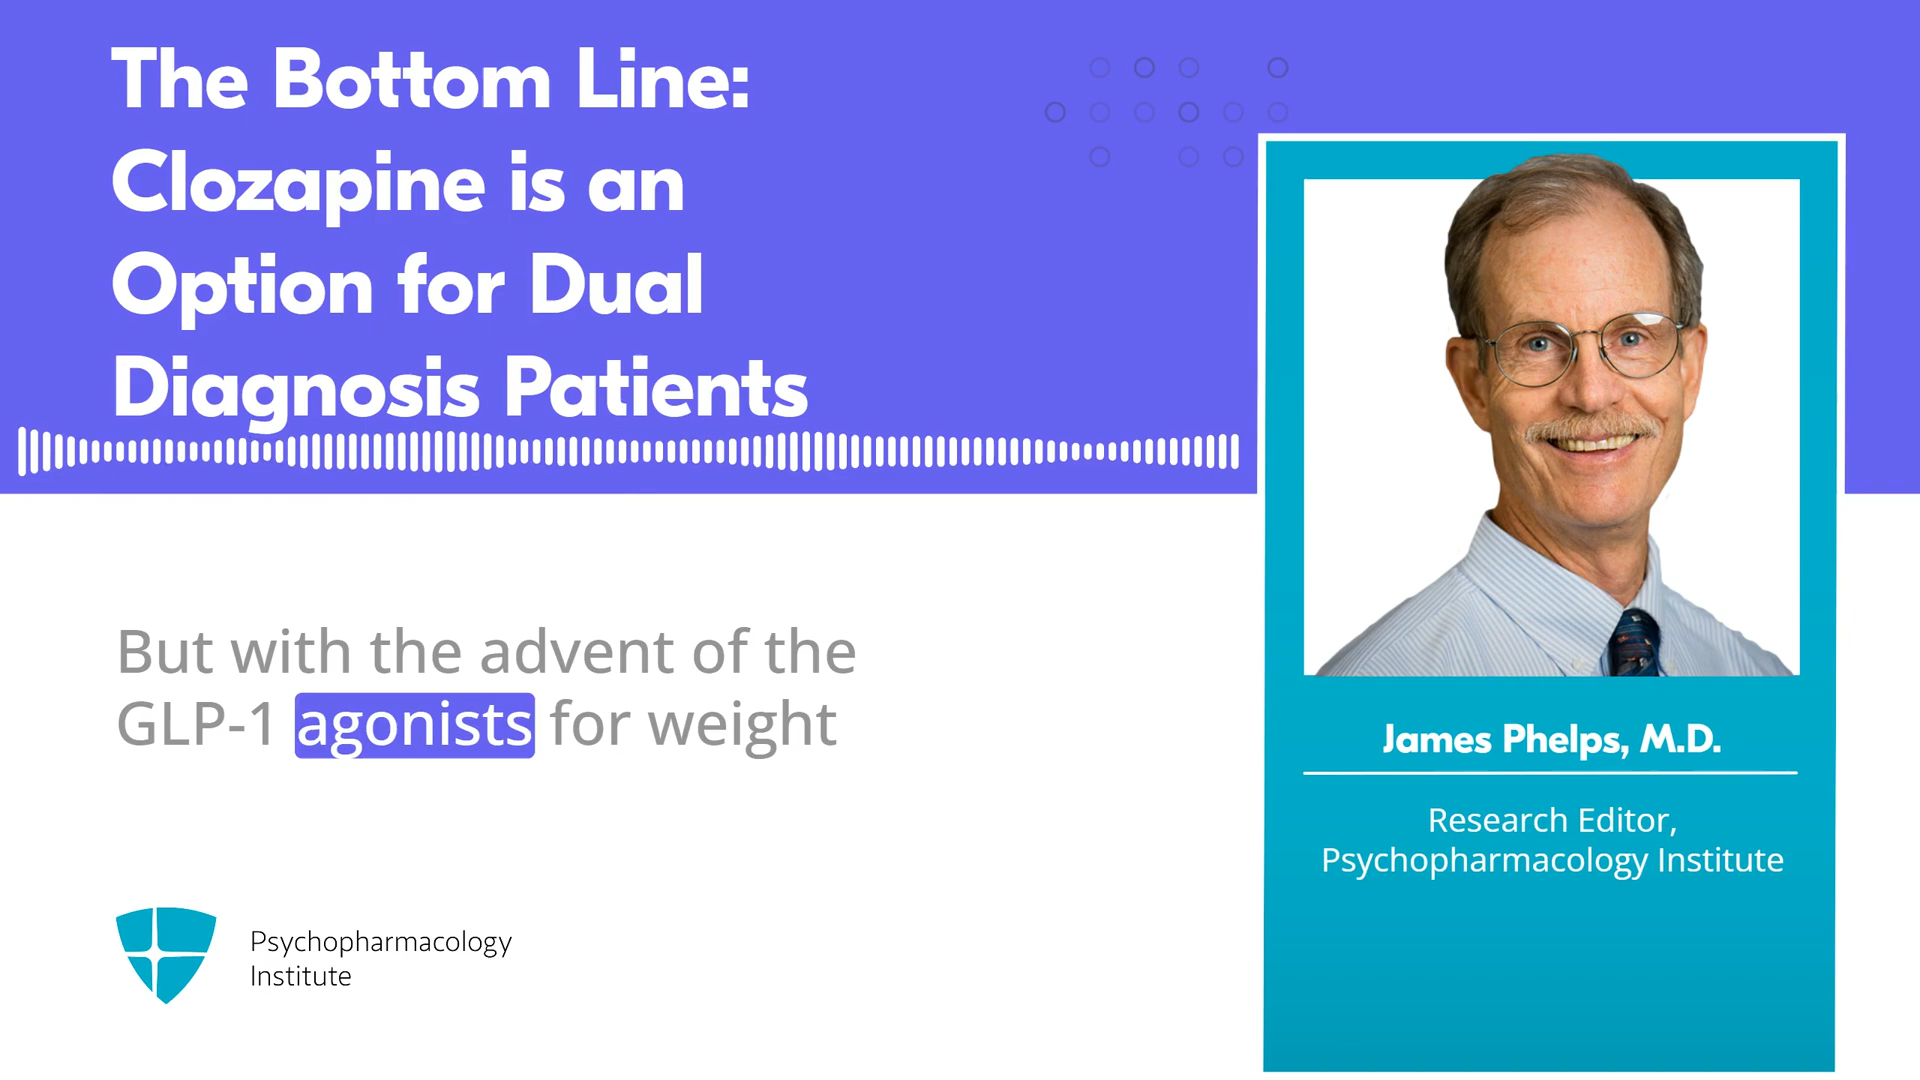 The Bottom Line:
Clozapine is an
Option for Dual
Diagnosis Patients
But with the advent of the
GLP-1 agonists for weight
James Phelps, M.D.
Research Editor,
Psychopharmacology Institute
Psychopharmacology
Institute